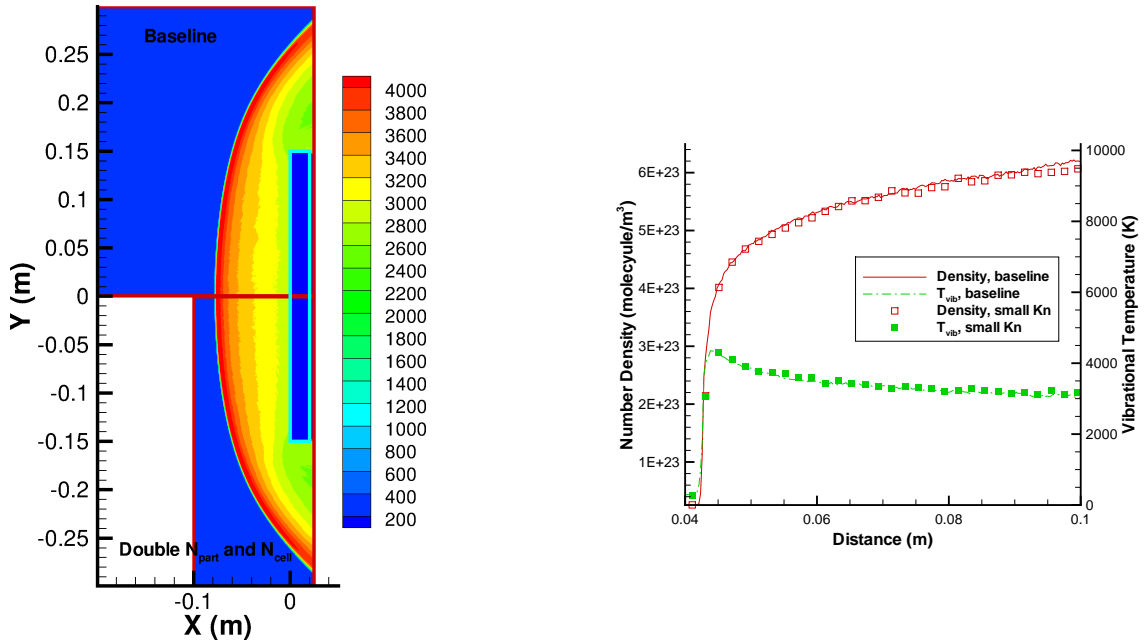 Baseline
Double N_part and N_cell
0.25
0.2
0.15
0.1
0.05
0
-0.05
-0.1
-0.15
-0.2
-0.25
Y (m)
-0.1 0
X (m)
4000
3800
3600
3400
3200
3000
2800
2600
2400
2200
2000
1800
1600
1400
1200
1000
800
600
400
200
Number Density (molecyule/m³)
6E+23
5E+23
4E+23
3E+23
2E+23
1E+23
0.04 0.06 0.08 0.1
Distance (m)
10000
8000
6000
4000
2000
0
Vibrational Temperature (K)
Density, baseline
T_vib, baseline
Density, small Kn
T_vib, small Kn